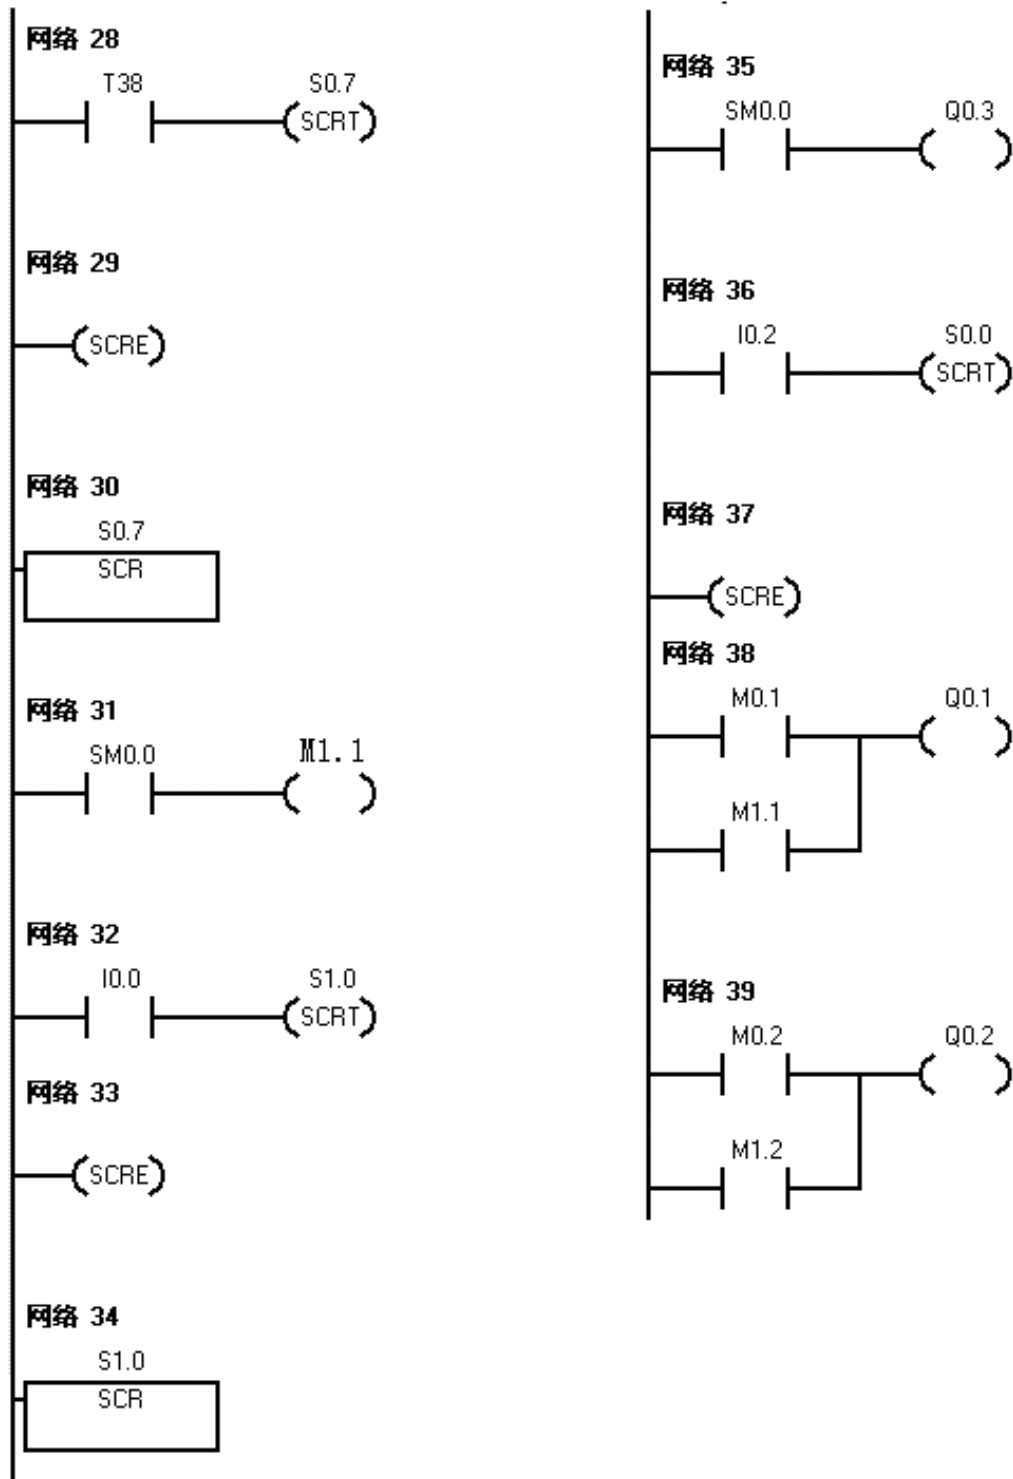 网络 28
T38 S0.7
SCRT
网络 29
SCRE
网络 30
S0.7
SCR
网络 31
SM0.0 M1.1
网络 32
I0.0 S1.0
SCRT
网络 33
SCRE
网络 34
S1.0
SCR
网络 35
SM0.0 Q0.3
网络 36
I0.2 S0.0
SCRT
网络 37
SCRE
网络 38
M0.1 Q0.1
M1.1
网络 39
M0.2 Q0.2
M1.2